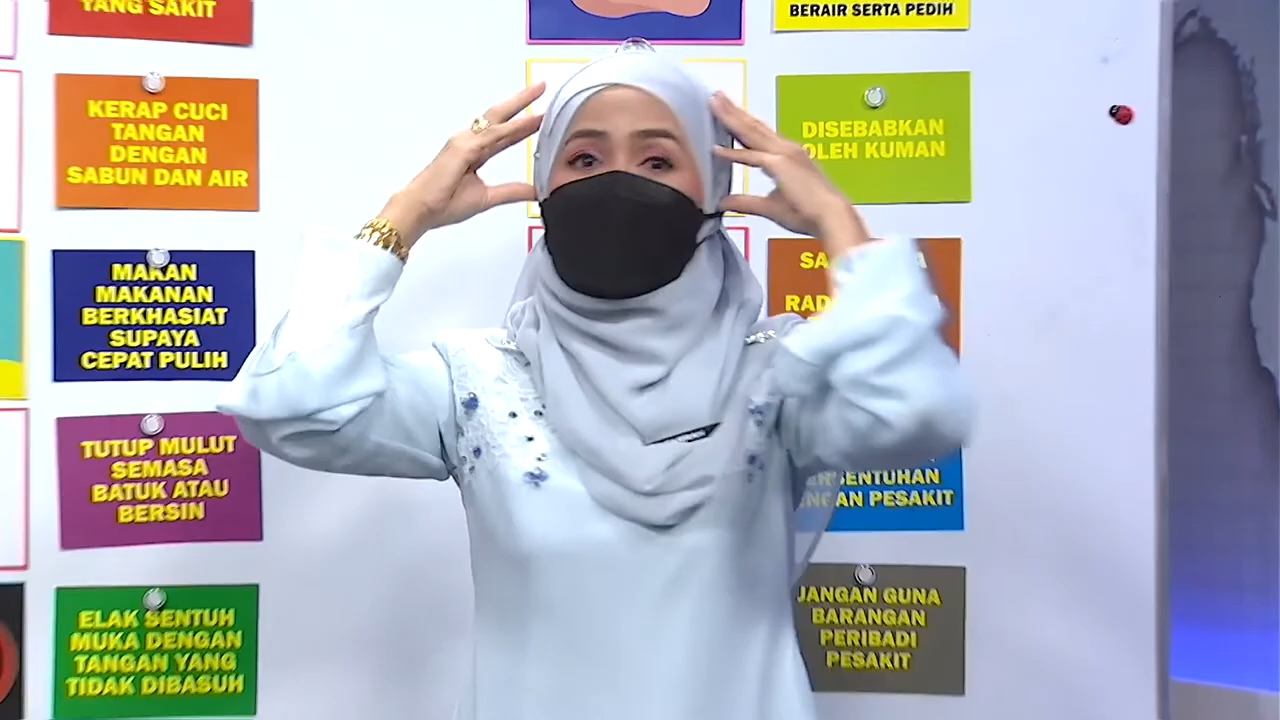 YANG SAKIT
KERAP CUCI
TANGAN
DENGAN
SABUN DAN AIR
MAKAN
MAKANAN
BERKHASIAT
SUPAYA
CEPAT PULIH
TUTUP MULUT
SEMASA
BATUK ATAU
BERSIN
ELAK SENTUH
MUKA DENGAN
TANGAN YANG
TIDAK DIBASUH
BERAIR SERTA PEDIH
DISEBABKAN
OLEH KUMAN
PESAKIT
JANGAN GUNA
BARANGAN
PERIBADI
PESAKIT